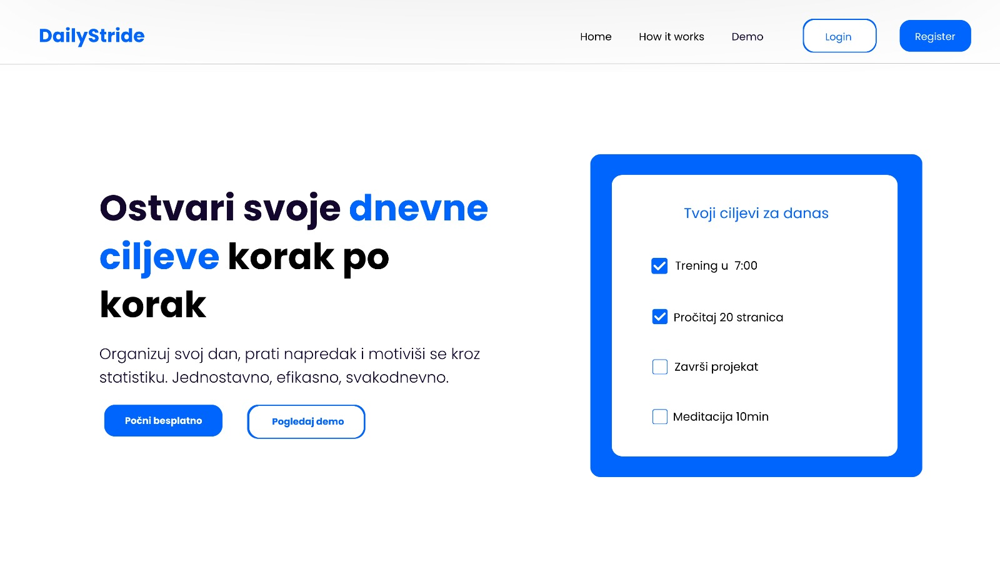 DailyStride
Home
How it works
Demo
Login
Register
Ostvari svoje dnevne
ciljeve korak po
korak
Organizuj svoj dan, prati napredak i motiviši se kroz
statistiku. Jednostavno, efikasno, svakodnevno.
Počni besplatno
Pogledaj demo
Tvoji ciljevi za danas
Trening u  7:00
Pročitaj 20 stranica
Završi projekat
Meditacija 10min